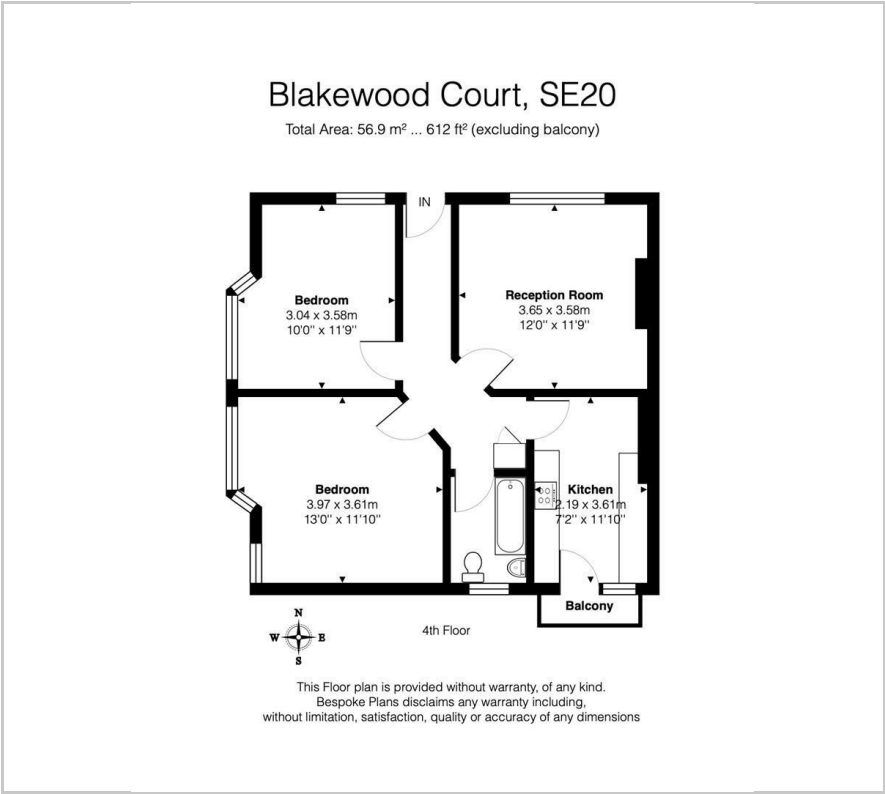 Blakewood Court, SE20
Total Area: 56.9 m² ... 612 ft² (excluding balcony)
IN
Bedroom
3.04 x 3.58m
10'0'' x 11'9''
Reception Room
3.65 x 3.58m
12'0'' x 11'9''
Bedroom
3.97 x 3.61m
13'0'' x 11'10''
Kitchen
2.19 x 3.61m
7'2'' x 11'10''
Balcony
N
W E
S
4th Floor
This Floor plan is provided without warranty, of any kind.
Bespoke Plans disclaims any warranty including,
without limitation, satisfaction, quality or accuracy of any dimensions